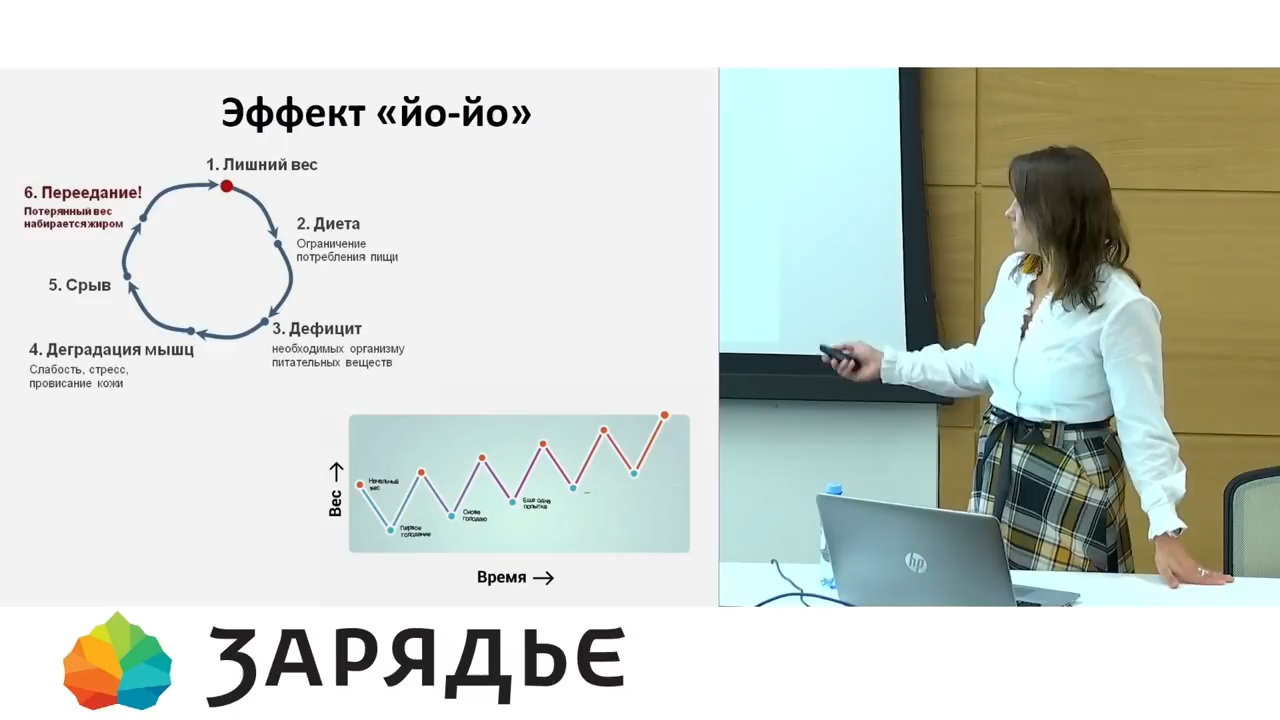 Эффект «йо-йо»
1. Лишний вес
6. Переедание!
Потерянный вес
набирается жиром
2. Диета
Ограничение
потребления пищи
5. Срыв
3. Дефицит
необходимых организму
питательных веществ
4. Деградация мышц
Слабость, стресс,
провисание кожи
Вес
Начельный
вес
Первое
голодание
Снова
голодаю
Еще одна
попытка
...
Время
hp
ЗАРЯДЬЕ